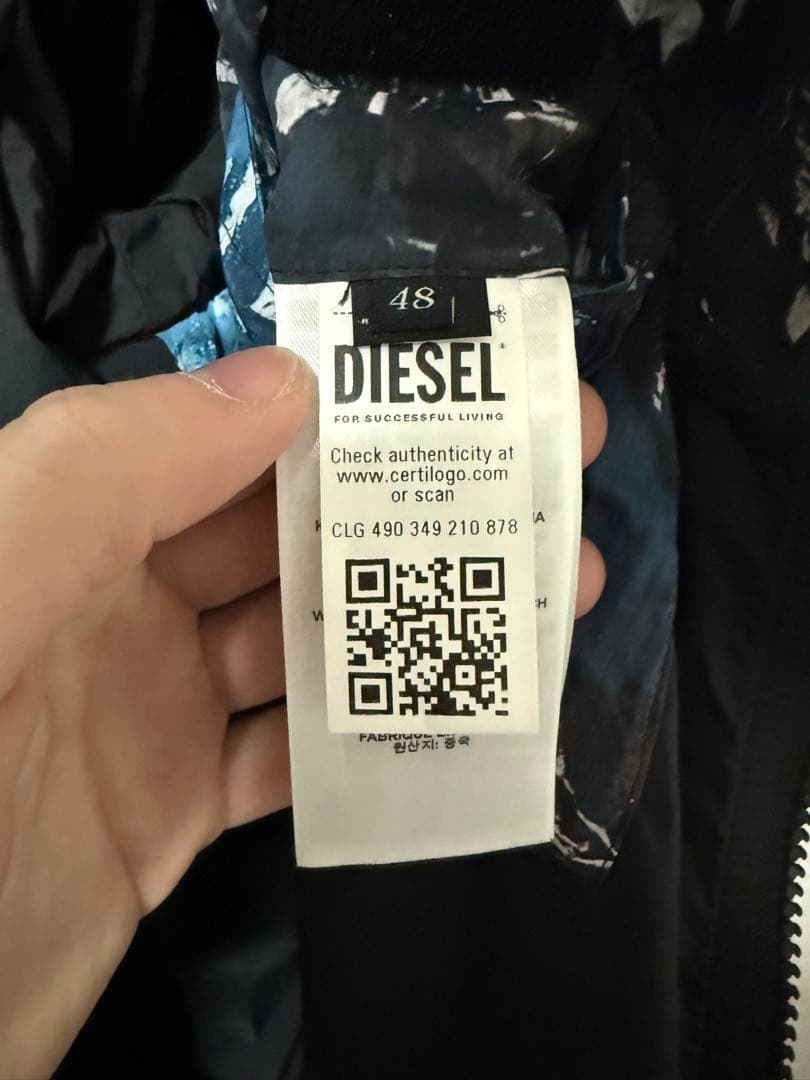 48
DIESEL
FOR SUCCESSFUL LIVING
Check authenticity at
www.certilogo.com
or scan
CLG 490 349 210 878
원산지: 중국